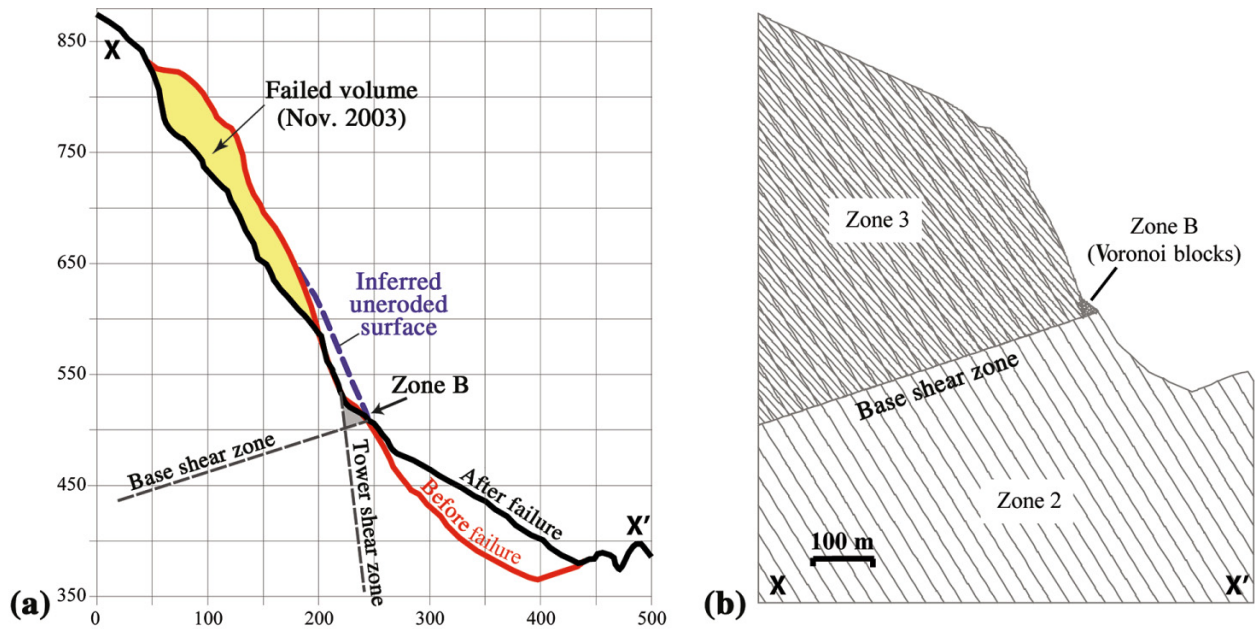 850
750
650
550
450
350
0
100
200
300
400
500
X
Failed volume
(Nov. 2003)
Inferred
uneroded
surface
Zone B
Base shear zone
Tower shear zone
After failure
Before failure
X'
(a)
Zone 3
Zone B
(Voronoi blocks)
Base shear zone
Zone 2
100 m
X
X'
(b)